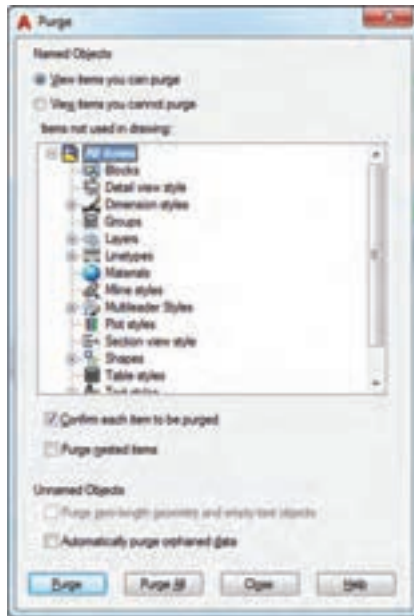 Purge
Named Objects
View items you can purge
View items you cannot purge
Items not used in drawing:
All items
Blocks
Detail view style
Dimension styles
Groups
Layers
Linetypes
Materials
Mline styles
Multileader Styles
Plot styles
Section view style
Shapes
Table styles
Text styles
Confirm each item to be purged
Purge nested items
Unnamed Objects
Purge zero-length geometry and empty text objects
Automatically purge orphaned data
Purge Purge All Close Help